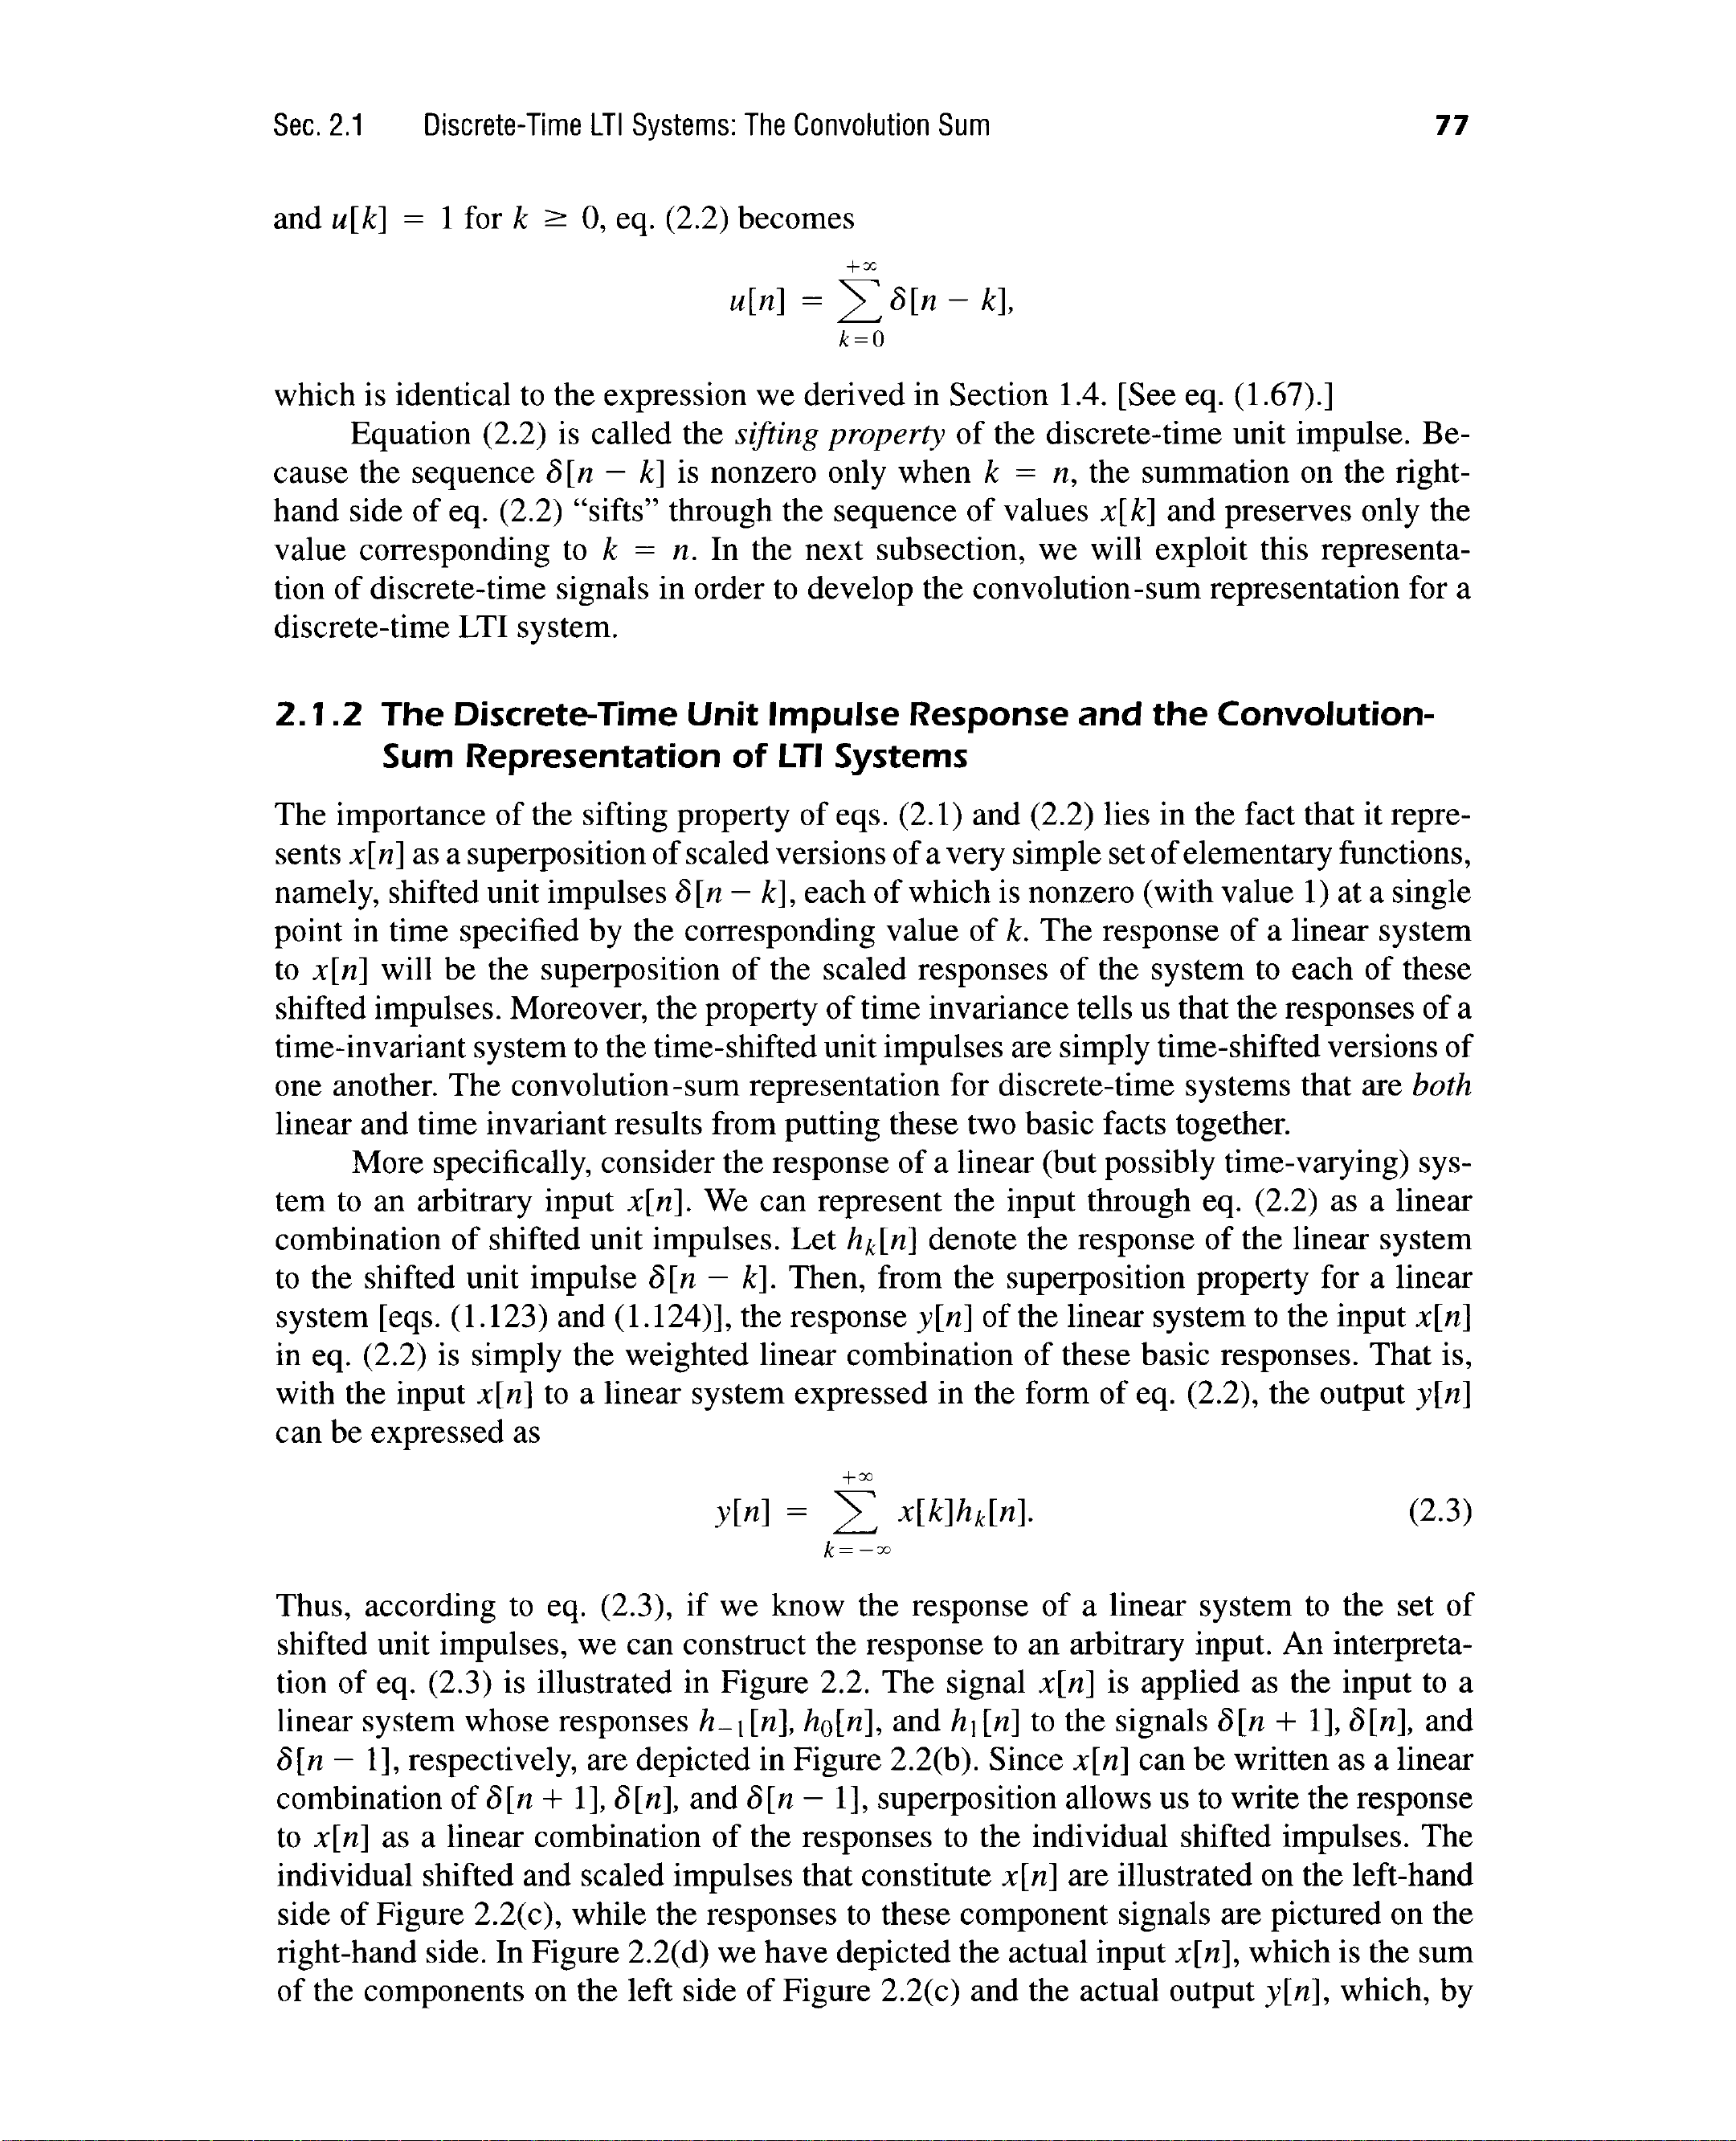 Sec. 2.1 Discrete-Time LTI Systems: The Convolution Sum 77
and u[k] = 1 for k ≥ 0, eq. (2.2) becomes
+∞
u[n] = ∑ δ[n − k],
k=0
which is identical to the expression we derived in Section 1.4. [See eq. (1.67).]
Equation (2.2) is called the sifting property of the discrete-time unit impulse. Be-
cause the sequence δ[n − k] is nonzero only when k = n, the summation on the right-
hand side of eq. (2.2) “sifts” through the sequence of values x[k] and preserves only the
value corresponding to k = n. In the next subsection, we will exploit this representa-
tion of discrete-time signals in order to develop the convolution-sum representation for a
discrete-time LTI system.
2.1.2 The Discrete-Time Unit Impulse Response and the Convolution-
Sum Representation of LTI Systems
The importance of the sifting property of eqs. (2.1) and (2.2) lies in the fact that it repre-
sents x[n] as a superposition of scaled versions of a very simple set of elementary functions,
namely, shifted unit impulses δ[n − k], each of which is nonzero (with value 1) at a single
point in time specified by the corresponding value of k. The response of a linear system
to x[n] will be the superposition of the scaled responses of the system to each of these
shifted impulses. Moreover, the property of time invariance tells us that the responses of a
time-invariant system to the time-shifted unit impulses are simply time-shifted versions of
one another. The convolution-sum representation for discrete-time systems that are both
linear and time invariant results from putting these two basic facts together.
More specifically, consider the response of a linear (but possibly time-varying) sys-
tem to an arbitrary input x[n]. We can represent the input through eq. (2.2) as a linear
combination of shifted unit impulses. Let hₖ[n] denote the response of the linear system
to the shifted unit impulse δ[n − k]. Then, from the superposition property for a linear
system [eqs. (1.123) and (1.124)], the response y[n] of the linear system to the input x[n]
in eq. (2.2) is simply the weighted linear combination of these basic responses. That is,
with the input x[n] to a linear system expressed in the form of eq. (2.2), the output y[n]
can be expressed as
+∞
y[n] = ∑ x[k]hₖ[n]. (2.3)
k=−∞
Thus, according to eq. (2.3), if we know the response of a linear system to the set of
shifted unit impulses, we can construct the response to an arbitrary input. An interpreta-
tion of eq. (2.3) is illustrated in Figure 2.2. The signal x[n] is applied as the input to a
linear system whose responses h₋₁[n], h₀[n], and h₁[n] to the signals δ[n + 1], δ[n], and
δ[n − 1], respectively, are depicted in Figure 2.2(b). Since x[n] can be written as a linear
combination of δ[n + 1], δ[n], and δ[n − 1], superposition allows us to write the response
to x[n] as a linear combination of the responses to the individual shifted impulses. The
individual shifted and scaled impulses that constitute x[n] are illustrated on the left-hand
side of Figure 2.2(c), while the responses to these component signals are pictured on the
right-hand side. In Figure 2.2(d) we have depicted the actual input x[n], which is the sum
of the components on the left side of Figure 2.2(c) and the actual output y[n], which, by